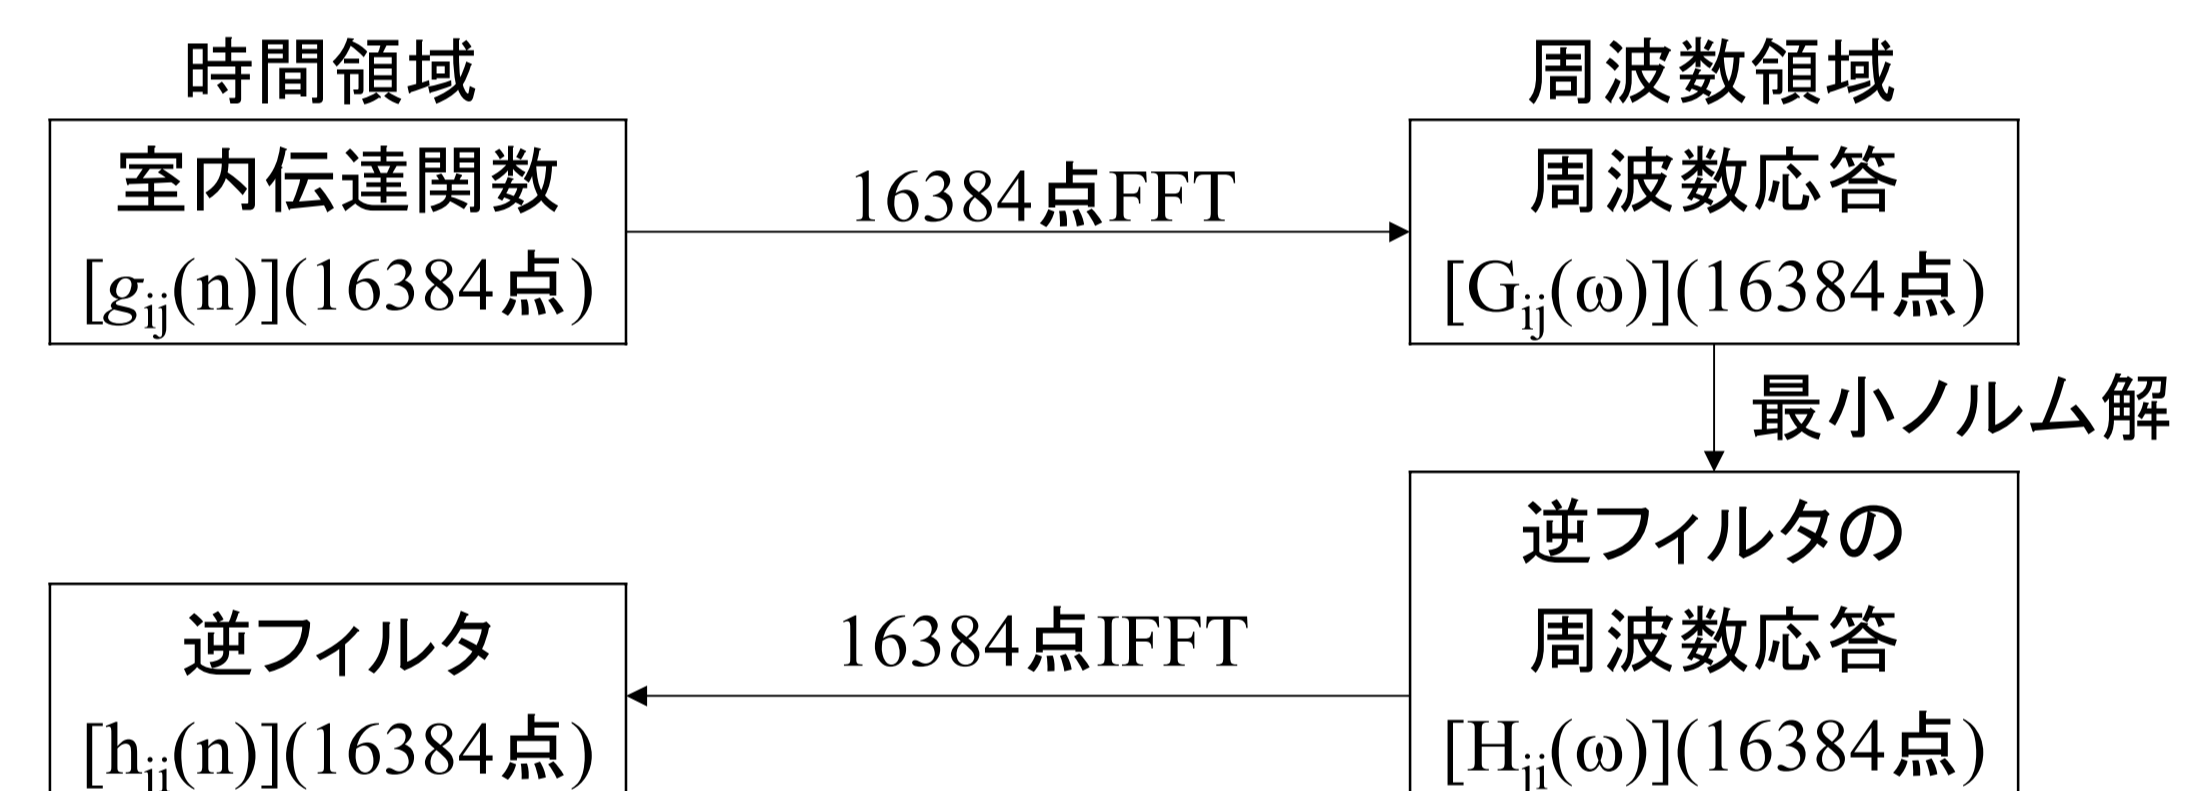 時間領域
周波数領域
室内伝達関数
[gij(n)](16384点)
16384点FFT
周波数応答
[Gij(ω)](16384点)
最小ノルム解
逆フィルタの
周波数応答
[Hji(ω)](16384点)
16384点IFFT
逆フィルタ
[hji(n)](16384点)